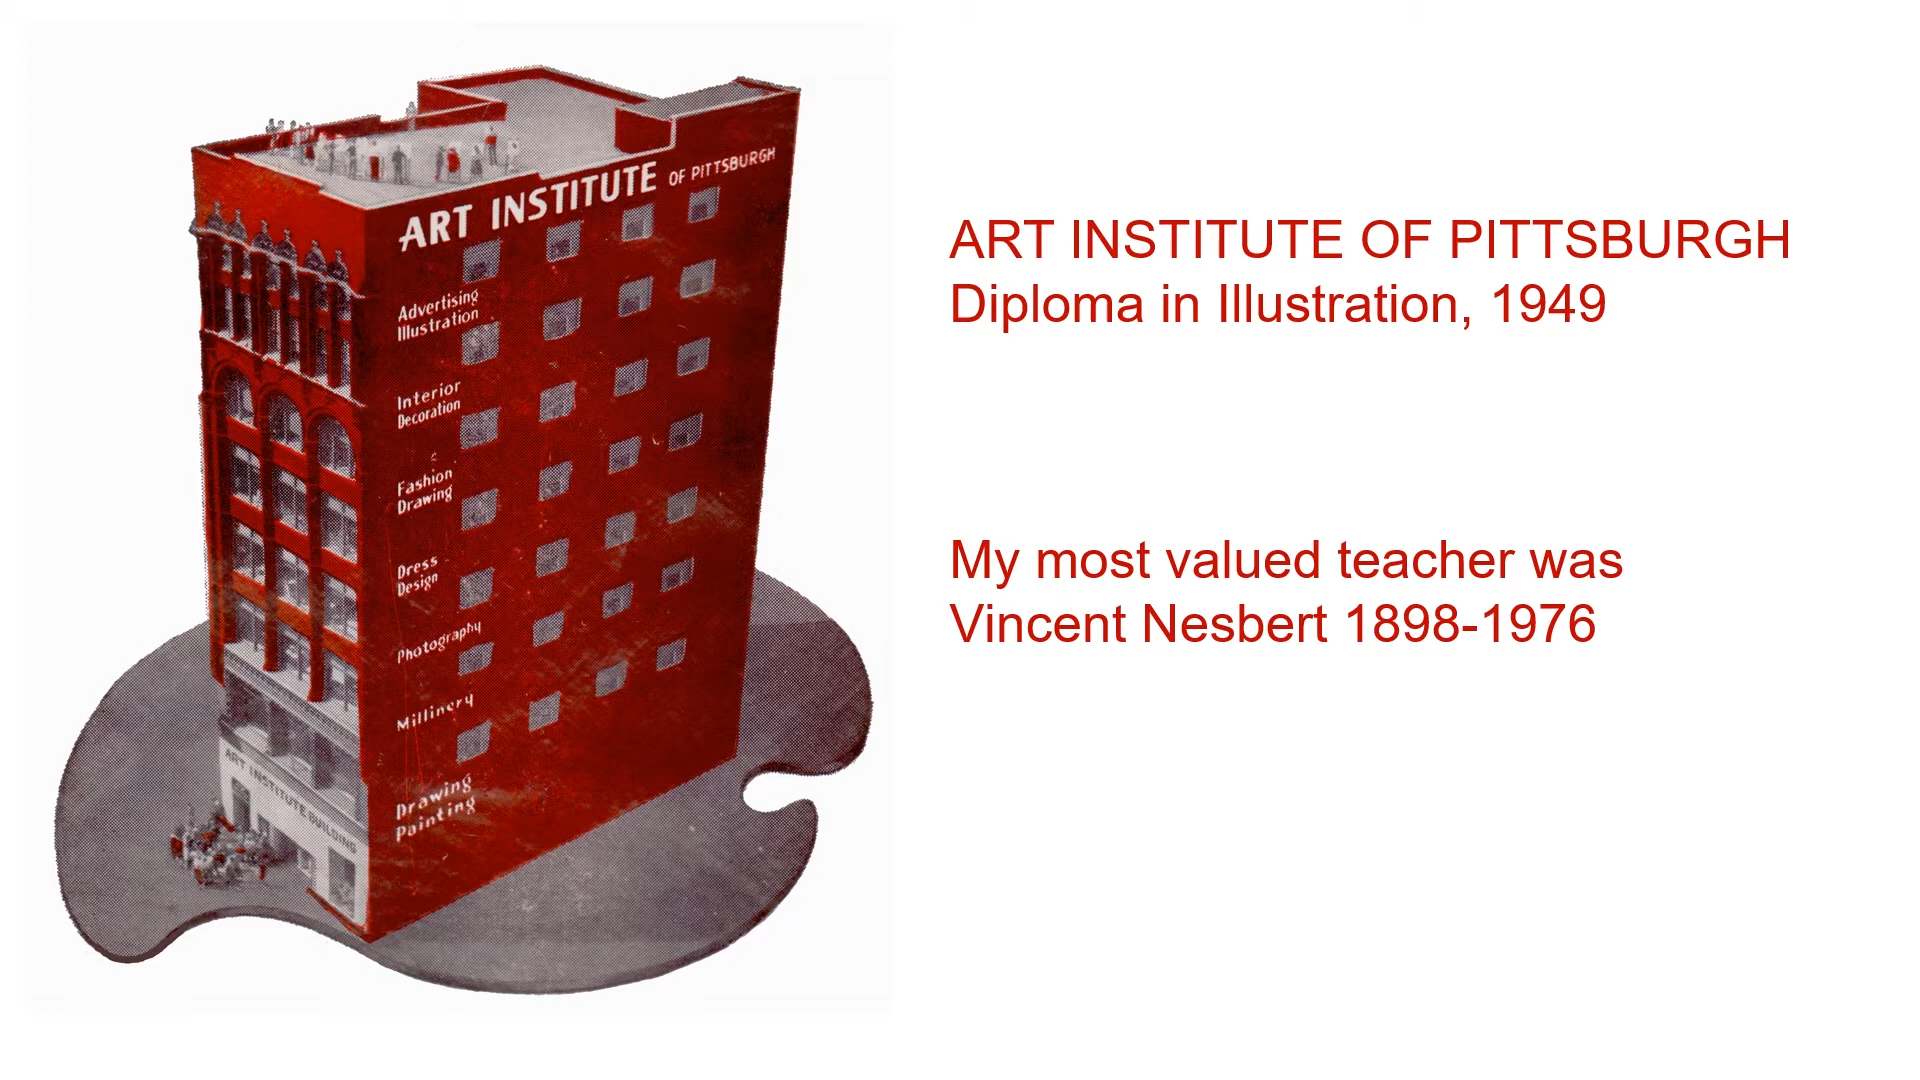 ART INSTITUTE OF PITTSBURGH
Advertising
Illustration
Interior
Decoration
Fashion
Drawing
Dress
Design
Photography
Millinery
Drawing
Painting
ART INSTITUTE BUILDING
ART INSTITUTE OF PITTSBURGH
Diploma in Illustration, 1949
My most valued teacher was
Vincent Nesbert 1898-1976